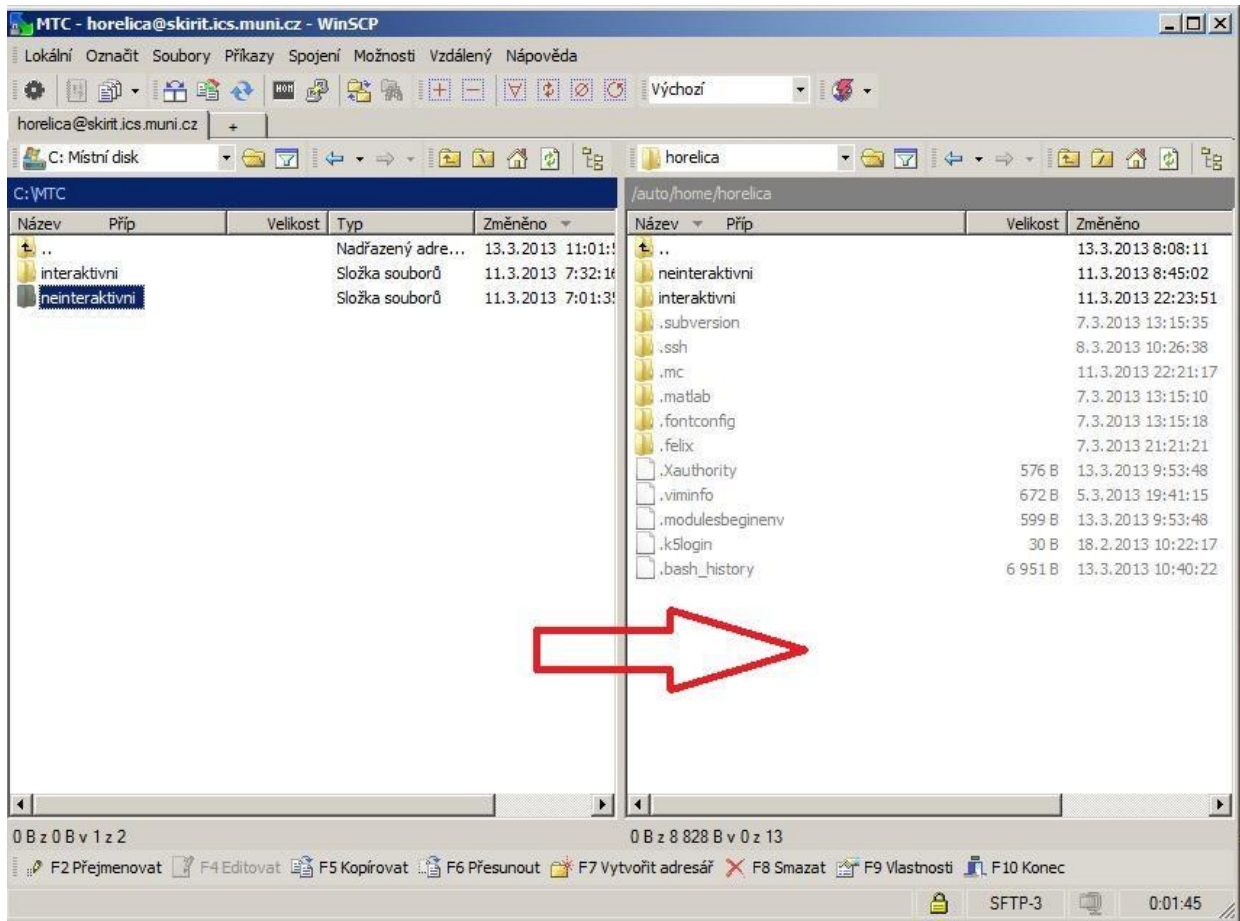 MTC - horelica@skirit.ics.muni.cz - WinSCP
Lokální Označit Soubory Příkazy Spojení Možnosti Vzdálený Nápověda
Výchozí
horelica@skirit.ics.muni.cz +
C: Místní disk horelica
C:\MTC /auto/home/horelica
Název Příp Velikost Typ Změněno Název Příp Velikost Změněno
.. Nadřazený adre... 13.3.2013 11:01: .. 13.3.2013 8:08:11
interaktivni Složka souborů 11.3.2013 7:32:16 neinteraktivni 11.3.2013 8:45:02
neinteraktivni Složka souborů 11.3.2013 7:01:3 interaktivni 11.3.2013 22:23:51
.subversion 7.3.2013 13:15:35
.ssh 8.3.2013 10:26:38
.mc 11.3.2013 22:21:17
.matlab 7.3.2013 13:15:10
.fontconfig 7.3.2013 13:15:18
.felix 7.3.2013 21:21:21
.Xauthority 576 B 13.3.2013 9:53:48
.viminfo 672 B 5.3.2013 19:41:15
.modulesbeginenv 599 B 13.3.2013 9:53:48
.k5login 30 B 18.2.2013 10:22:17
.bash_history 6 951 B 13.3.2013 10:40:22
0 B z 0 B v 1 z 2 0 B z 8 828 B v 0 z 13
F2 Přejmenovat F4 Editovat F5 Kopírovat F6 Přesunout F7 Vytvořit adresář F8 Smazat F9 Vlastnosti F10 Konec
SFTP-3 0:01:45